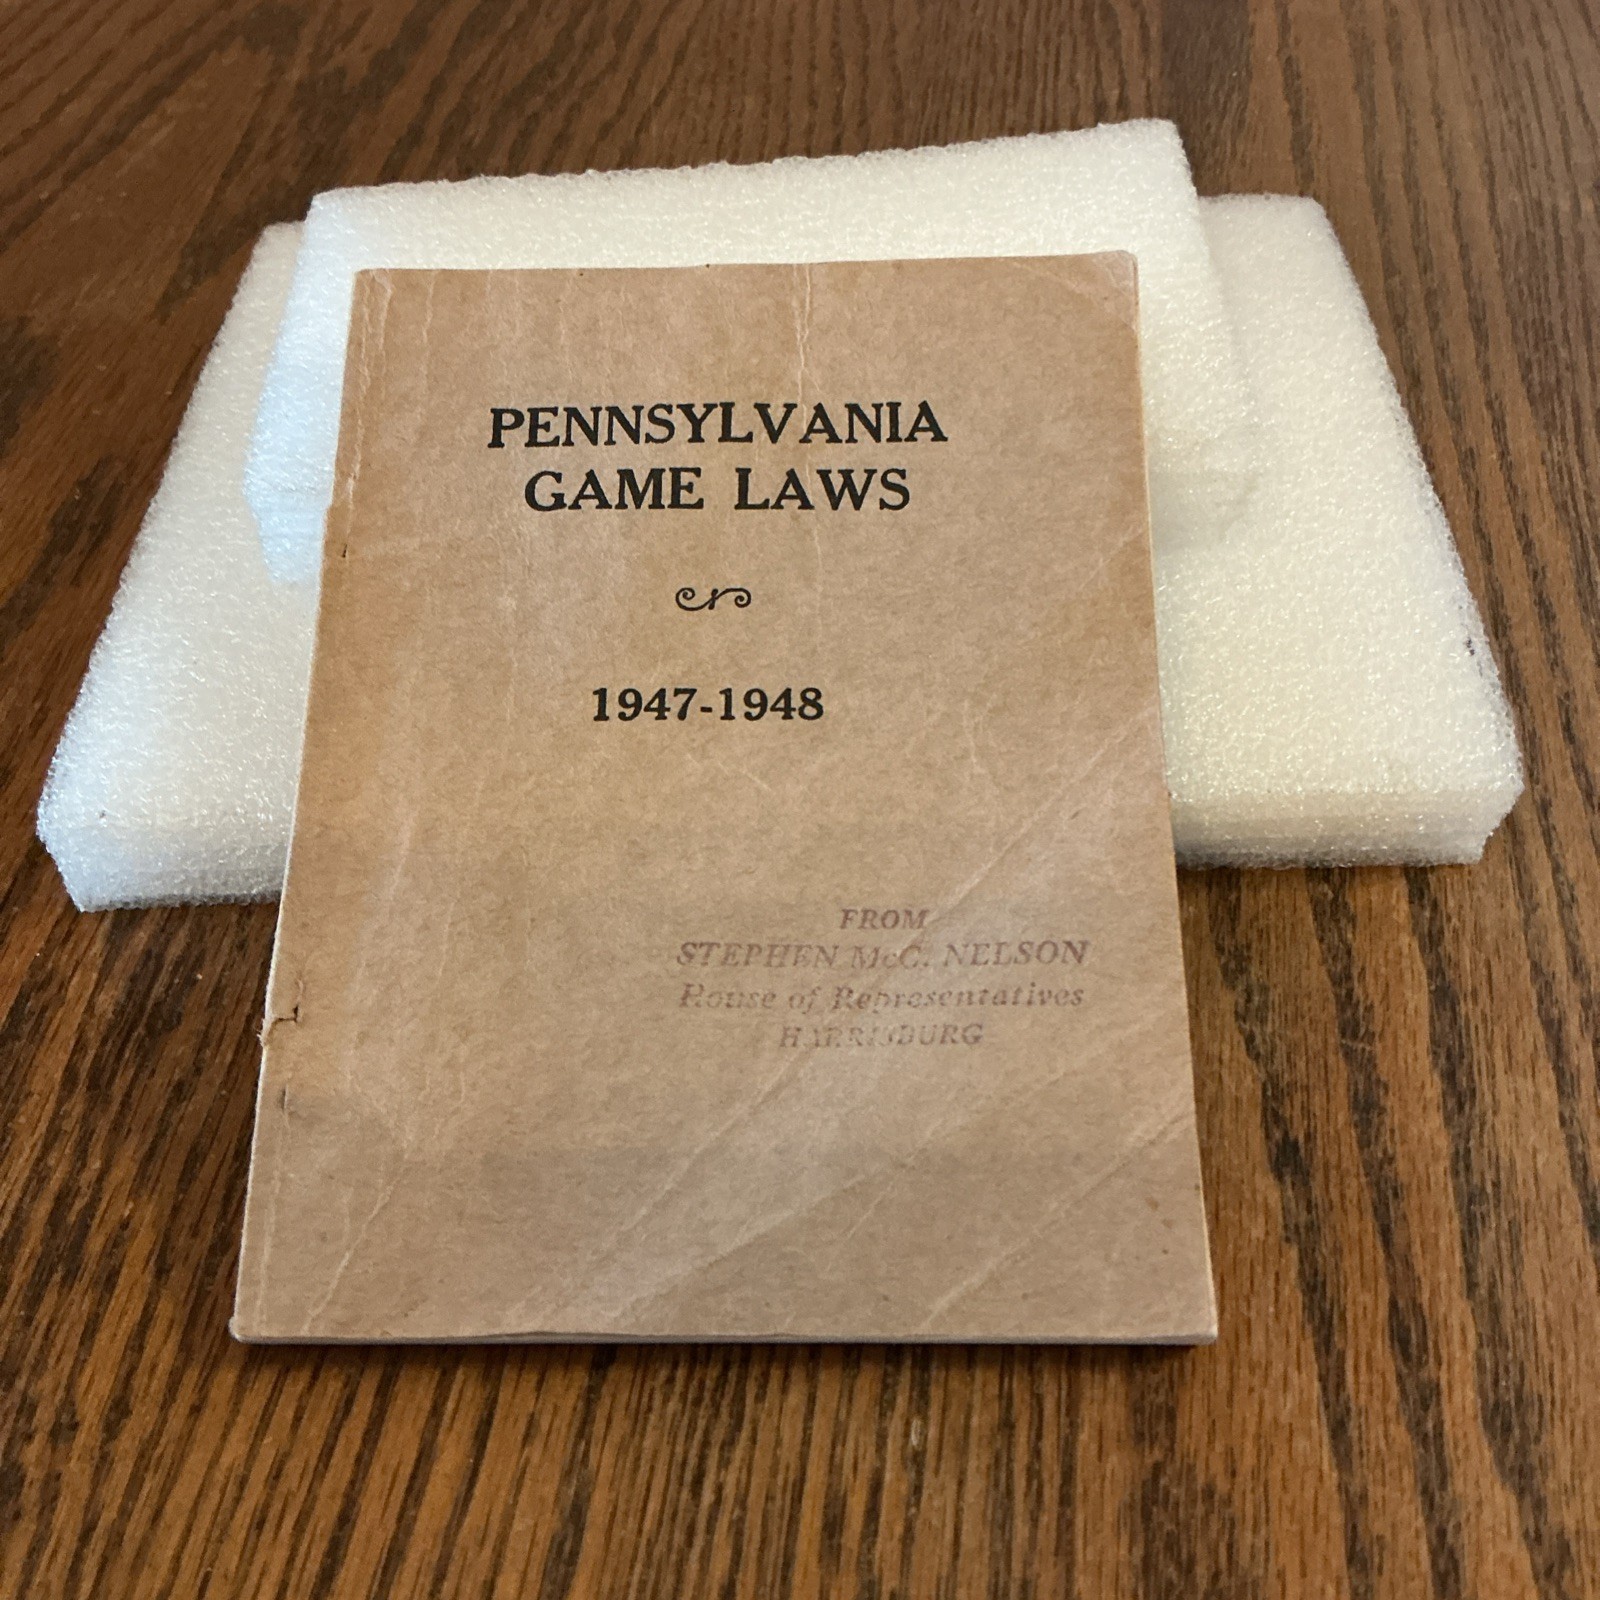 PENNSYLVANIA
GAME LAWS
1947-1948
FROM
STEPHEN McC. NELSON
House of Representatives
HARRISBURG